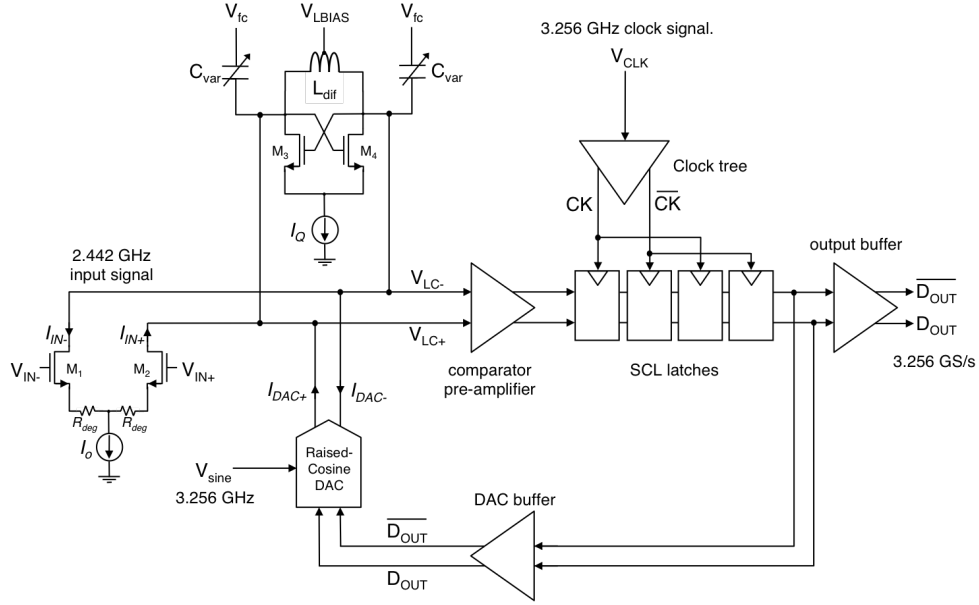 V_fc
V_LBIAS
V_fc
C_var
C_var
L_dif
M_3
M_4
I_Q
3.256 GHz clock signal.
V_CLK
Clock tree
CK
C̅K̅
2.442 GHz
input signal
V_LC-
V_LC+
output buffer
D̅_O̅U̅T̅
D_OUT
3.256 GS/s
I_IN-
I_IN+
V_IN-
M_1
M_2
V_IN+
R_deg
R_deg
I_o
I_DAC+
I_DAC-
comparator
pre-amplifier
SCL latches
Raised-
Cosine
DAC
V_sine
3.256 GHz
DAC buffer
D̅_O̅U̅T̅
D_OUT